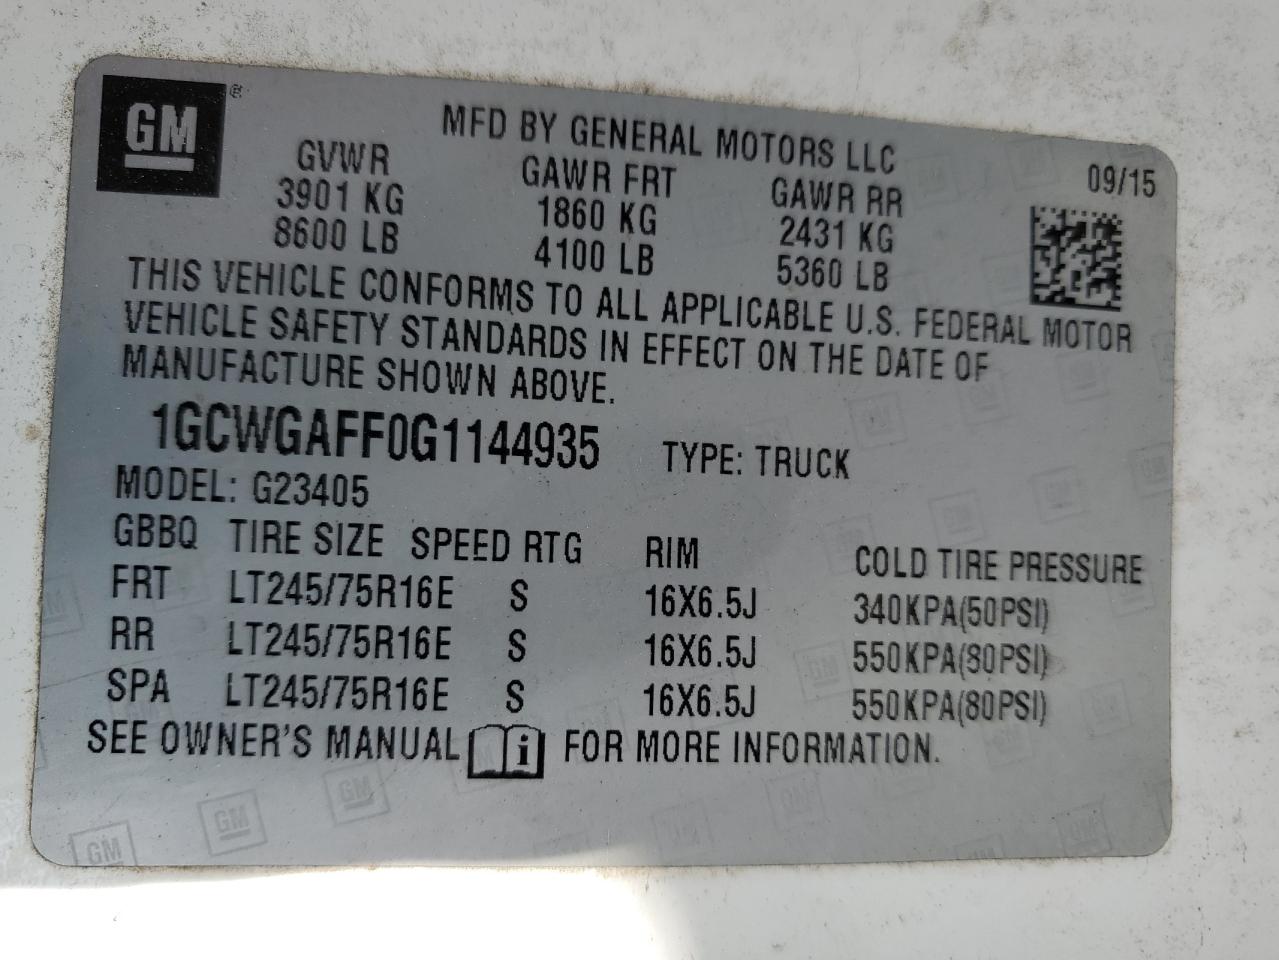 GM ®
MFD BY GENERAL MOTORS LLC
GVWR GAWR FRT GAWR RR 09/15
3901 KG 1860 KG 2431 KG
8600 LB 4100 LB 5360 LB
THIS VEHICLE CONFORMS TO ALL APPLICABLE U.S. FEDERAL MOTOR
VEHICLE SAFETY STANDARDS IN EFFECT ON THE DATE OF
MANUFACTURE SHOWN ABOVE.
1GCWGAFF0G1144935 TYPE: TRUCK
MODEL: G23405
GBBQ TIRE SIZE SPEED RTG RIM COLD TIRE PRESSURE
FRT LT245/75R16E S 16X6.5J 340KPA(50PSI)
RR LT245/75R16E S 16X6.5J 550KPA(80PSI)
SPA LT245/75R16E S 16X6.5J 550KPA(80PSI)
SEE OWNER'S MANUAL i FOR MORE INFORMATION.